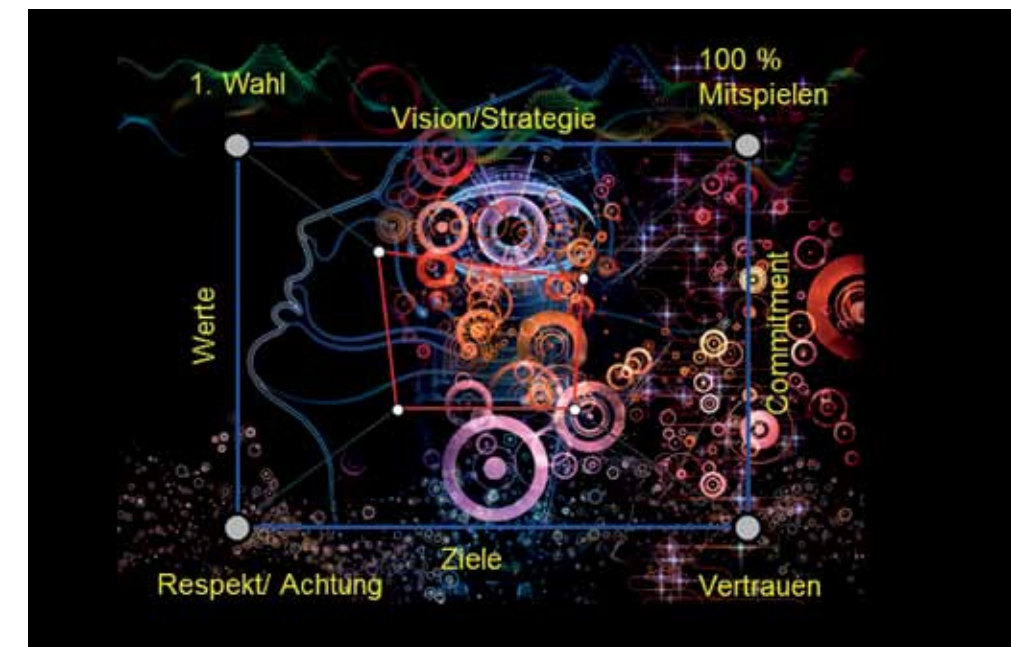 1. Wahl
100 %
Mitspielen
Vision/Strategie
Werte
Commitment
Ziele
Respekt/ Achtung
Vertrauen